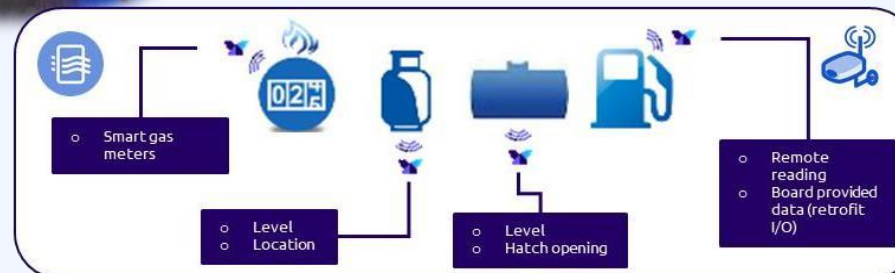 Smart gas
meters
Level
Location
Level
Hatch opening
Remote
reading
Board provided
data (retrofit
I/O)